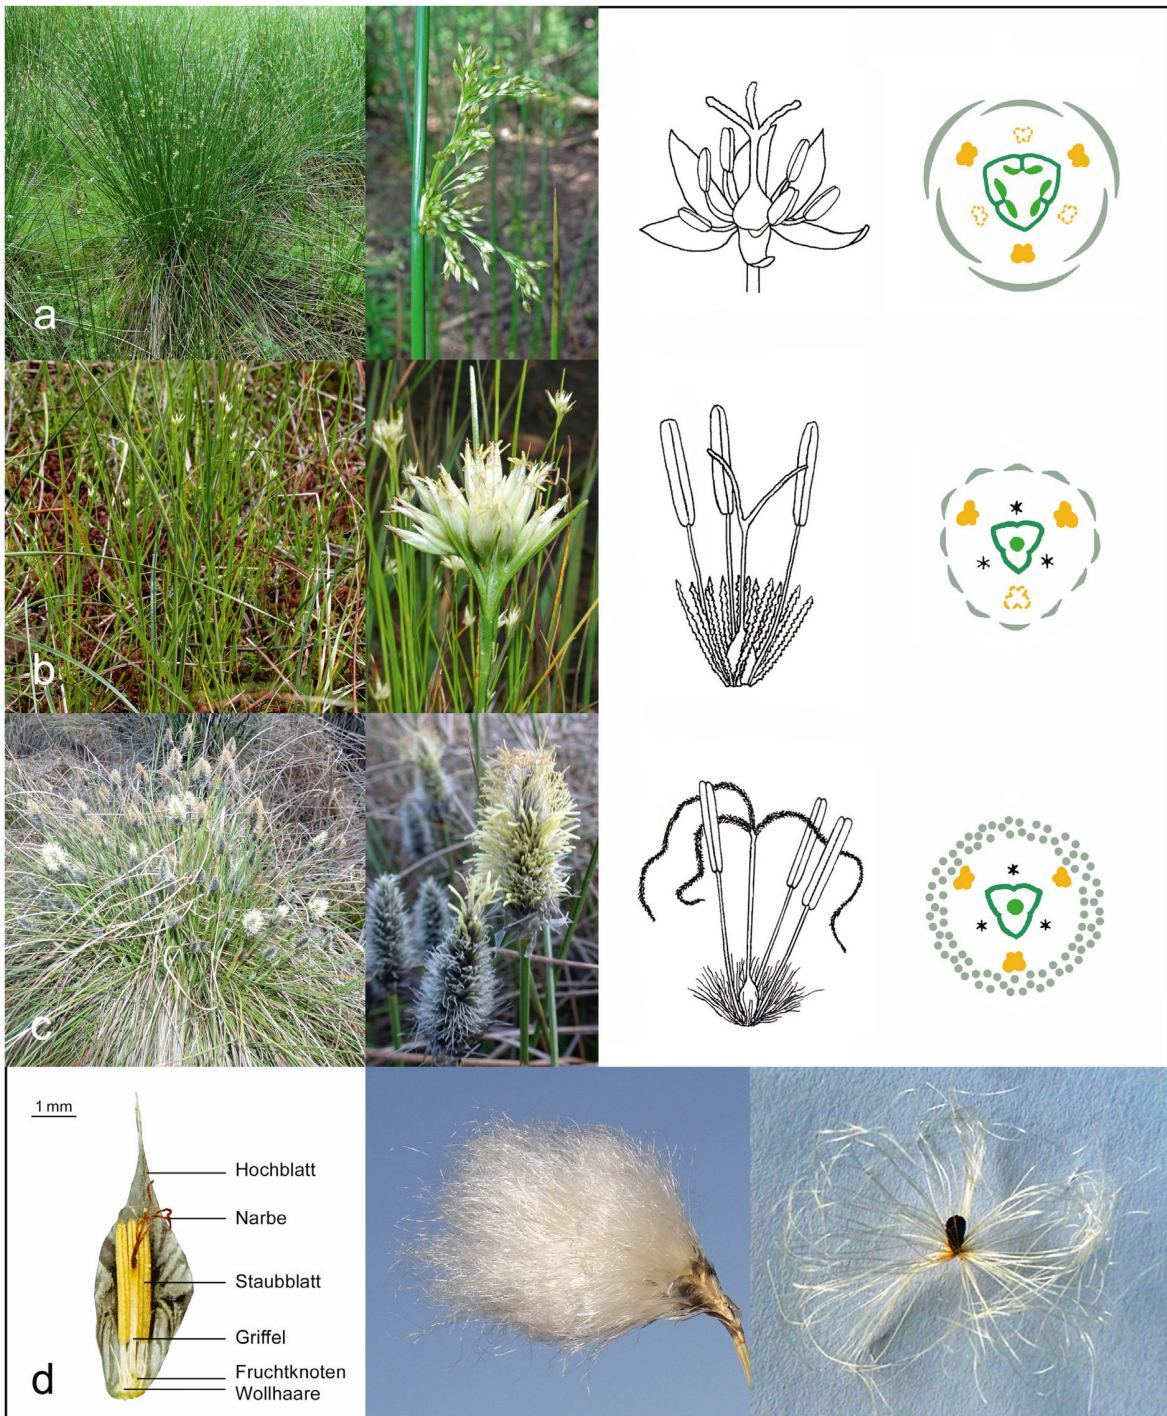 a
b
c
1 mm
Hochblatt
Narbe
Staubblatt
Griffel
Fruchtknoten
Wollhaare
d